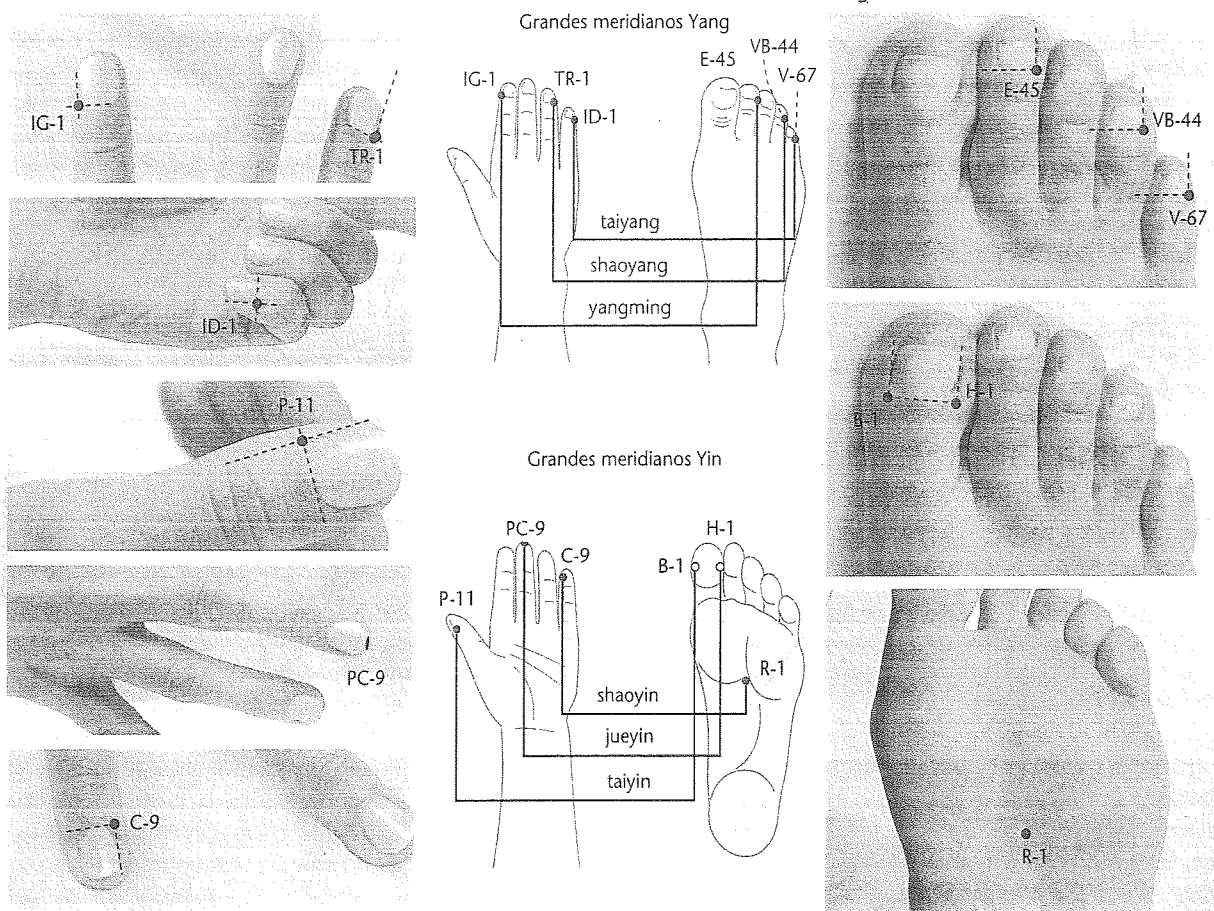 IG-1
TR-1
ID-1
P-11
PC-9
C-9
Grandes meridianos Yang
IG-1
TR-1
ID-1
E-45
VB-44
V-67
taiyang
shaoyang
yangming
Grandes meridianos Yin
PC-9
C-9
P-11
H-1
B-1
R-1
shaoyin
jueyin
taiyin
E-45
VB-44
V-67
H-1
B-1
R-1